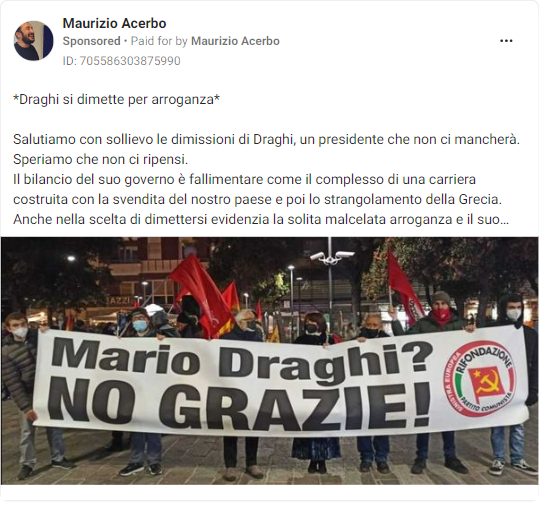 Maurizio Acerbo
Sponsored • Paid for by Maurizio Acerbo
ID: 705586303875990
*Draghi si dimette per arroganza*
Salutiamo con sollievo le dimissioni di Draghi, un presidente che non ci mancherà.
Speriamo che non ci ripensi.
Il bilancio del suo governo è fallimentare come il complesso di una carriera
costruita con la svendita del nostro paese e poi lo strangolamento della Grecia.
Anche nella scelta di dimettersi evidenzia la solita malcelata arroganza e il suo...
Mario Draghi?
NO GRAZIE!
RIFONDAZIONE
PARTITO COMUNISTA
SINISTRA EUROPEA